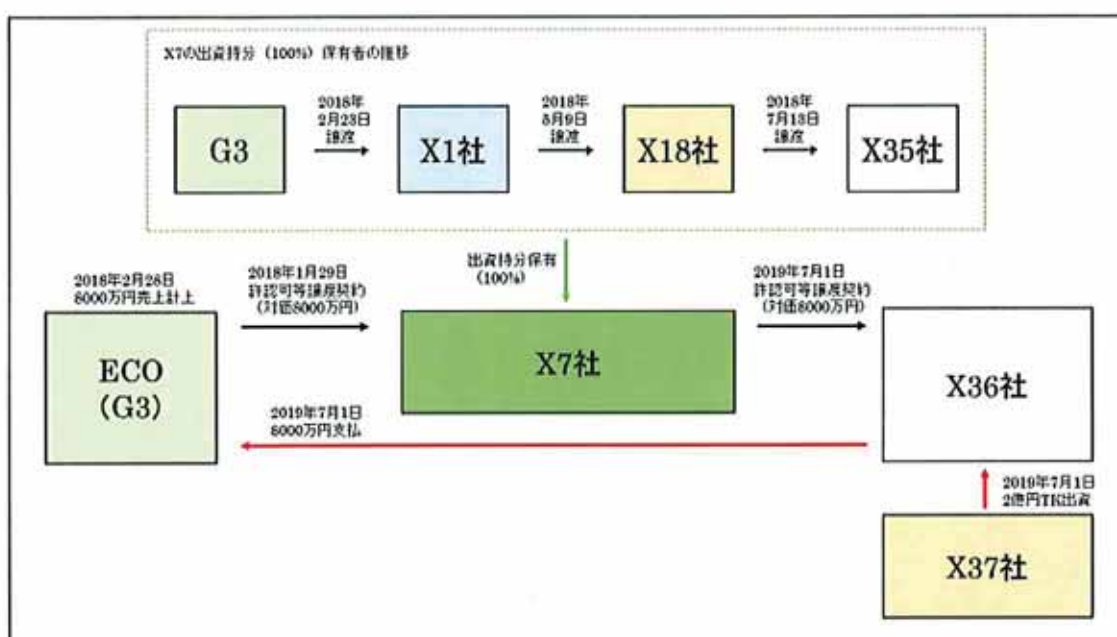 X7の出資持分（100%）保有者の推移
G3
2018年
2月23日
譲渡
X1社
2018年
5月9日
譲渡
X18社
2018年
7月13日
譲渡
X35社
出資持分保有
(100%)
2018年2月28日
8000万円売上計上
2018年1月29日
許認可等譲渡契約
(対価8000万円)
2019年7月1日
許認可等譲渡契約
(対価8000万円)
ECO
(G3)
X7社
X36社
2019年7月1日
8000万円支払
2019年7月1日
2億円TK出資
X37社